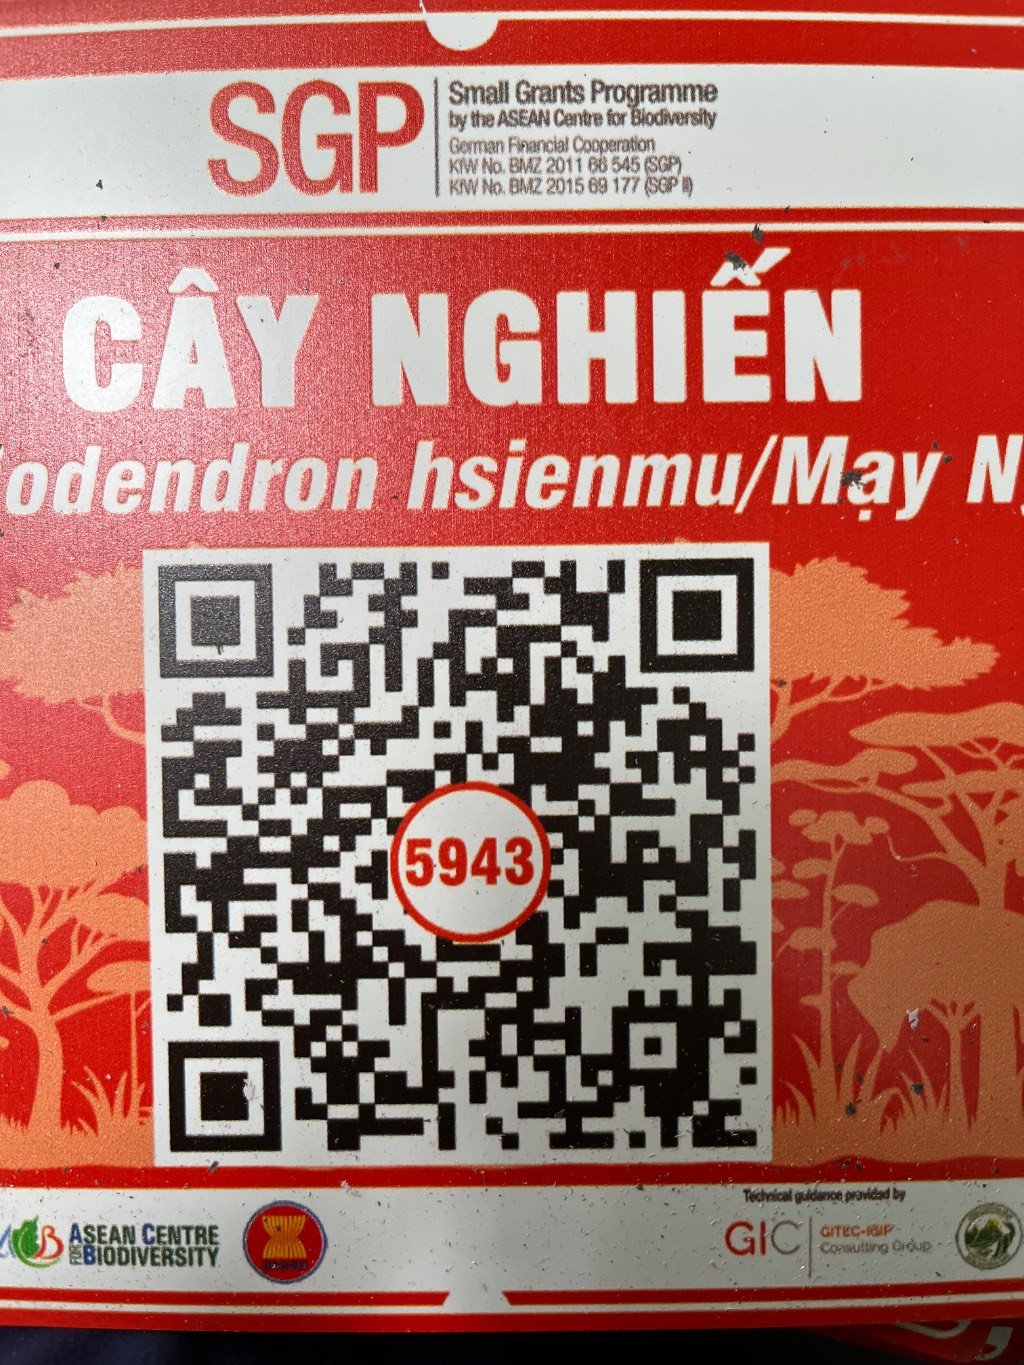 SGP
Small Grants Programme
by the ASEAN Centre for Biodiversity
German Financial Cooperation
KfW No. BMZ 2011 66 545 (SGP)
KfW No. BMZ 2015 69 177 (SGP II)
CÂY NGHIẾN
odendron hsienmu/Mạy N
5943
Technical guidance provided by
ACB
ASEAN CENTRE
FOR BIODIVERSITY
GIC
GITEC-IGIP
Consulting Group